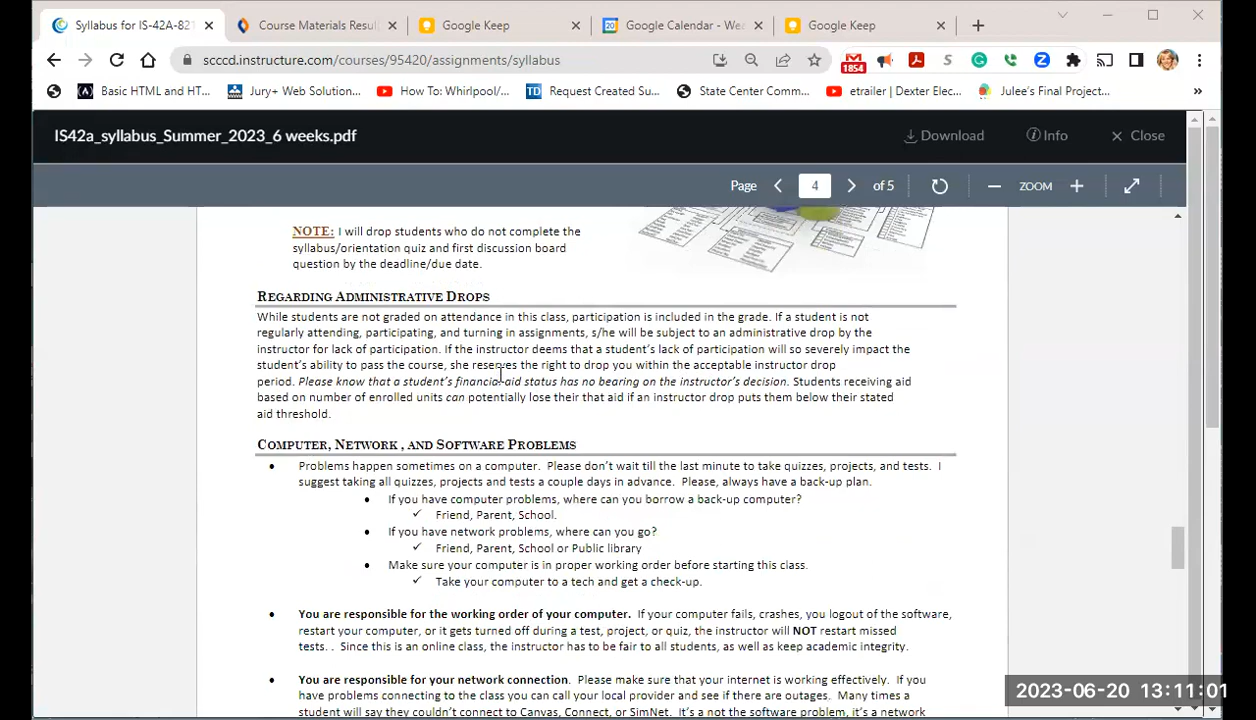 Syllabus for IS-42A-821
Course Materials Resul
Google Keep
Google Calendar - Wea
Google Keep
scccd.instructure.com/courses/95420/assignments/syllabus
1854
Basic HTML and HT...
Jury+ Web Solution...
How To: Whirlpool/...
TD Request Created Su...
State Center Comm...
etrailer | Dexter Elec...
Julee's Final Project...
»
IS42a_syllabus_Summer_2023_6 weeks.pdf
Download
Info
Close
Page 4 of 5
ZOOM
NOTE: I will drop students who do not complete the
syllabus/orientation quiz and first discussion board
question by the deadline/due date.
REGARDING ADMINISTRATIVE DROPS
While students are not graded on attendance in this class, participation is included in the grade. If a student is not
regularly attending, participating, and turning in assignments, s/he will be subject to an administrative drop by the
instructor for lack of participation. If the instructor deems that a student's lack of participation will so severely impact the
student's ability to pass the course, she reserves the right to drop you within the acceptable instructor drop
period. Please know that a student's financial aid status has no bearing on the instructor's decision. Students receiving aid
based on number of enrolled units can potentially lose their that aid if an instructor drop puts them below their stated
aid threshold.
COMPUTER, NETWORK , AND SOFTWARE PROBLEMS
• Problems happen sometimes on a computer. Please don't wait till the last minute to take quizzes, projects, and tests. I
suggest taking all quizzes, projects and tests a couple days in advance. Please, always have a back-up plan.
• If you have computer problems, where can you borrow a back-up computer?
✓ Friend, Parent, School.
• If you have network problems, where can you go?
✓ Friend, Parent, School or Public library
• Make sure your computer is in proper working order before starting this class.
✓ Take your computer to a tech and get a check-up.
• You are responsible for the working order of your computer. If your computer fails, crashes, you logout of the software,
restart your computer, or it gets turned off during a test, project, or quiz, the instructor will NOT restart missed
tests. . Since this is an online class, the instructor has to be fair to all students, as well as keep academic integrity.
• You are responsible for your network connection. Please make sure that your internet is working effectively. If you
have problems connecting to the class you can call your local provider and see if there are outages. Many times a
student will say they couldn't connect to Canvas, Connect, or SimNet. It's a not the software problem, it's a network
2023-06-20 13:11:01